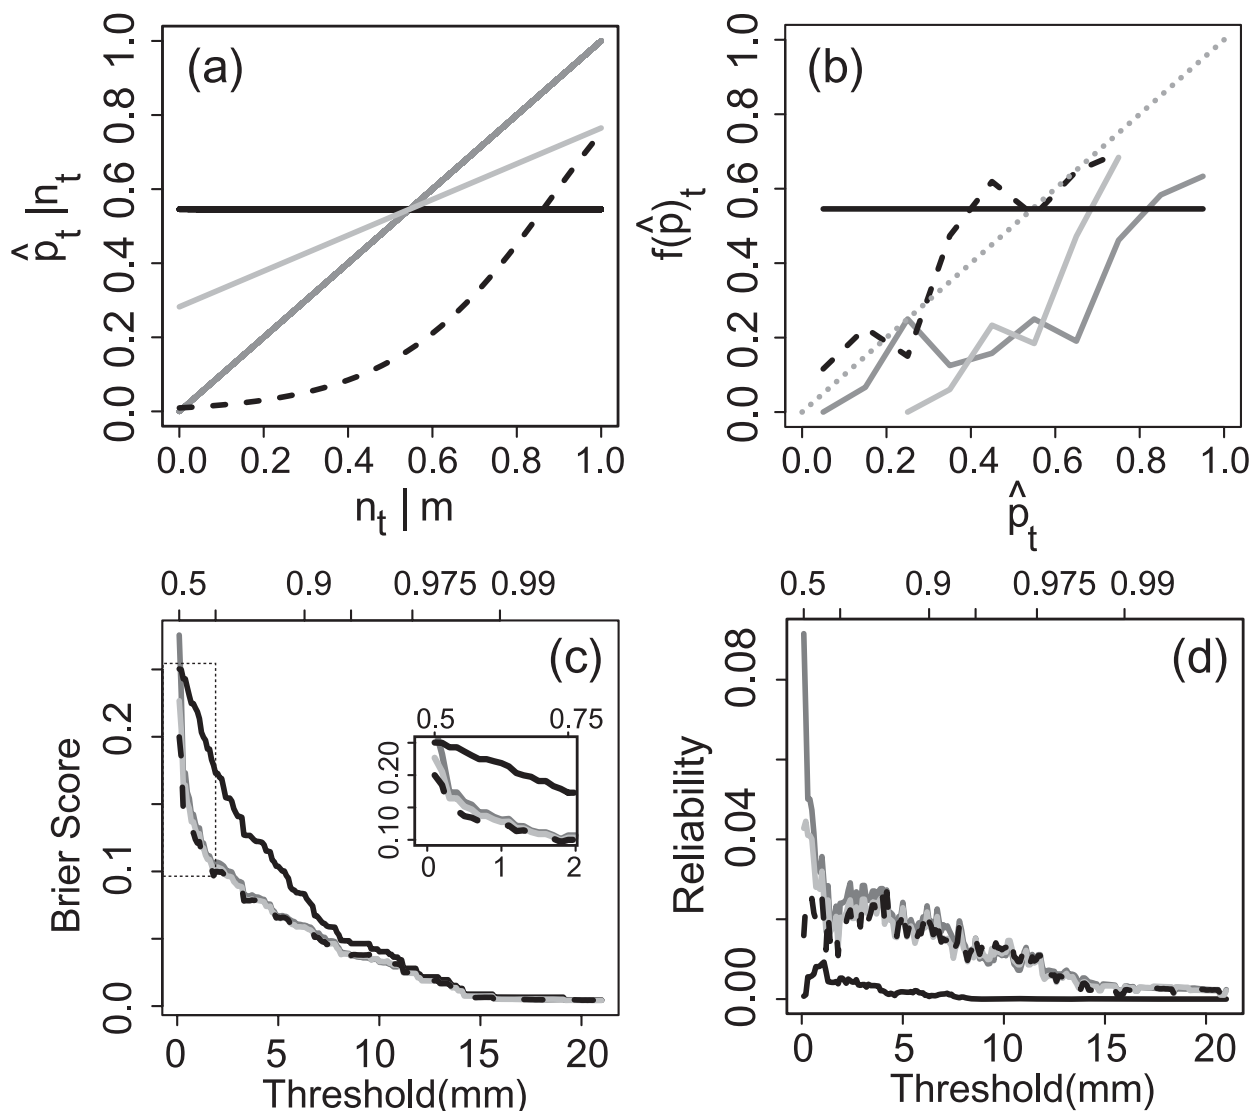 (a)
1.0
0.8
0.6
0.4
0.2
0.0
p̂t |nt
0.0 0.2 0.4 0.6 0.8 1.0
nt | m
(b)
1.0
0.8
0.6
0.4
0.2
0.0
f(p̂)t
0.0 0.2 0.4 0.6 0.8 1.0
p̂t
0.5 0.9 0.975 0.99
(c)
0.2
0.1
0.0
Brier Score
0.5 0.75
0.20
0.10
0 1 2
0 5 10 15 20
Threshold(mm)
0.5 0.9 0.975 0.99
(d)
0.08
0.04
0.00
Reliability
0 5 10 15 20
Threshold(mm)